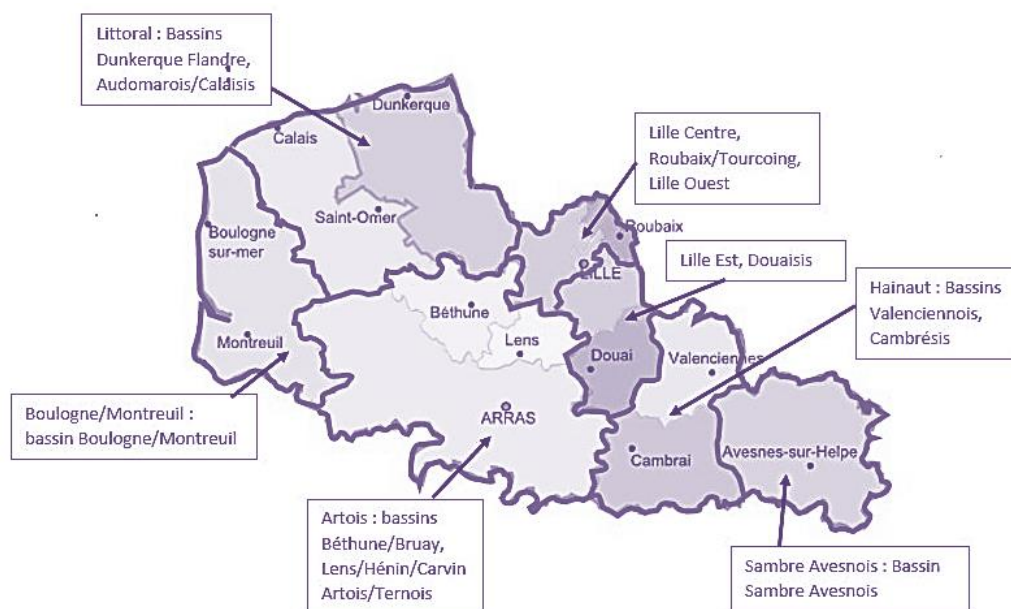 Littoral : Bassins
Dunkerque Flandre,
Audomarois/Calaisis
Dunkerque
Calais
Lille Centre,
Roubaix/Tourcoing,
Lille Ouest
Saint-Omer
Boulogne
sur-mer
Roubaix
LILLE
Lille Est, Douaisis
Hainaut : Bassins
Valenciennois,
Cambrésis
Béthune
Lens
Montreuil
Douai
Valenciennes
Boulogne/Montreuil :
bassin Boulogne/Montreuil
ARRAS
Cambrai
Avesnes-sur-Helpe
Artois : bassins
Béthune/Bruay,
Lens/Hénin/Carvin
Artois/Ternois
Sambre Avesnois : Bassin
Sambre Avesnois